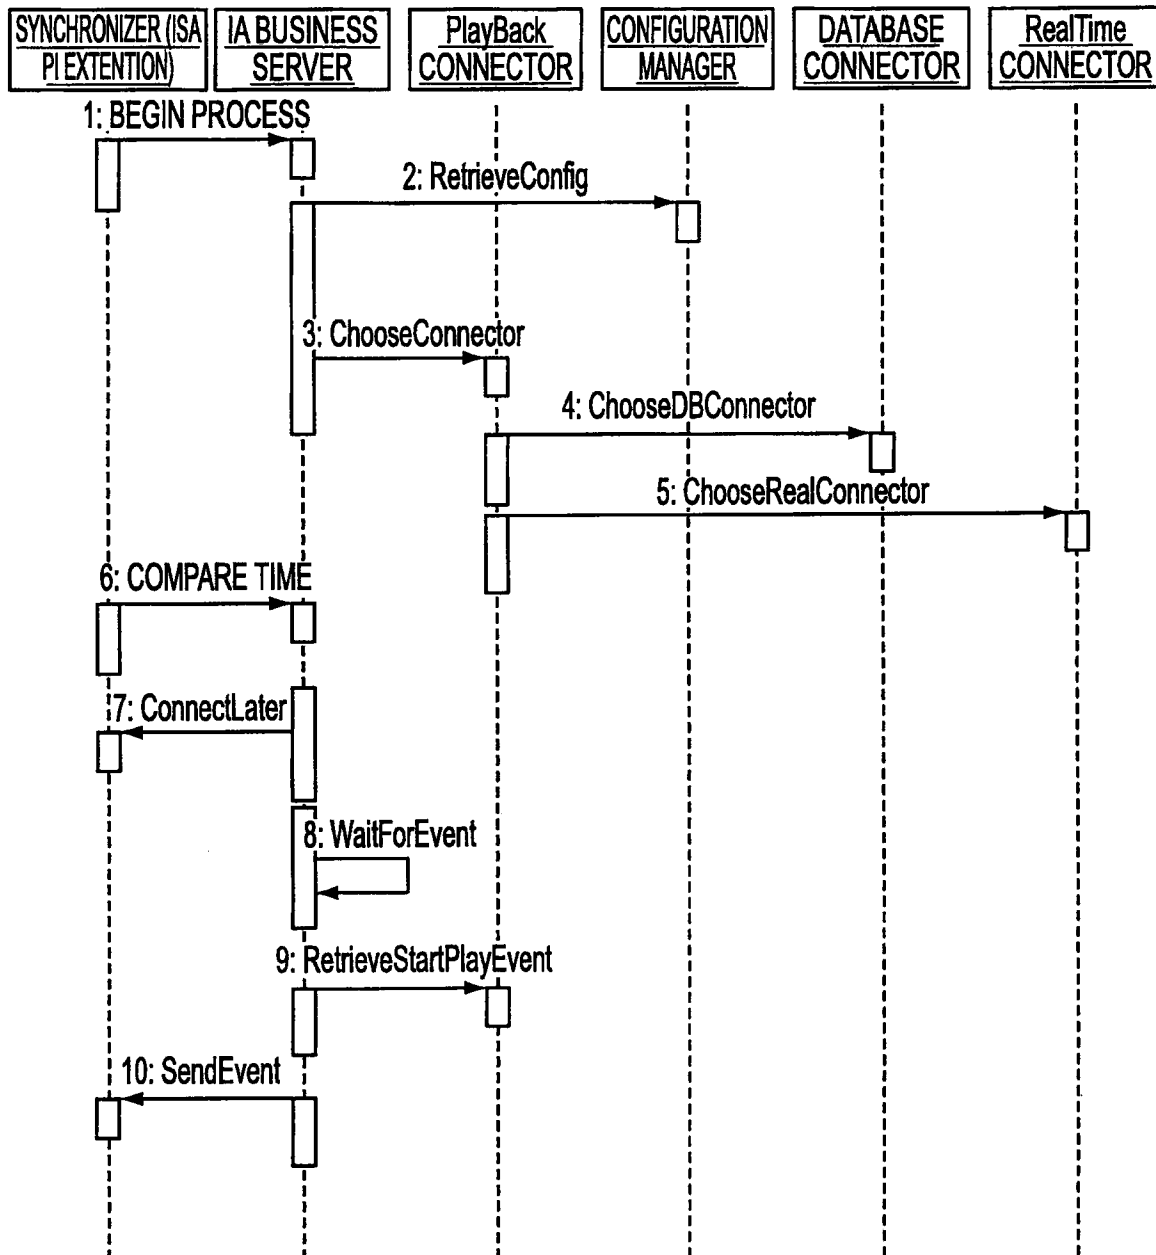 SYNCHRONIZER (ISA
PI EXTENTION)
IA BUSINESS
SERVER
PlayBack
CONNECTOR
CONFIGURATION
MANAGER
DATABASE
CONNECTOR
RealTime
CONNECTOR
1: BEGIN PROCESS
2: RetrieveConfig
3: ChooseConnector
4: ChooseDBConnector
5: ChooseRealConnector
6: COMPARE TIME
7: ConnectLater
8: WaitForEvent
9: RetrieveStartPlayEvent
10: SendEvent